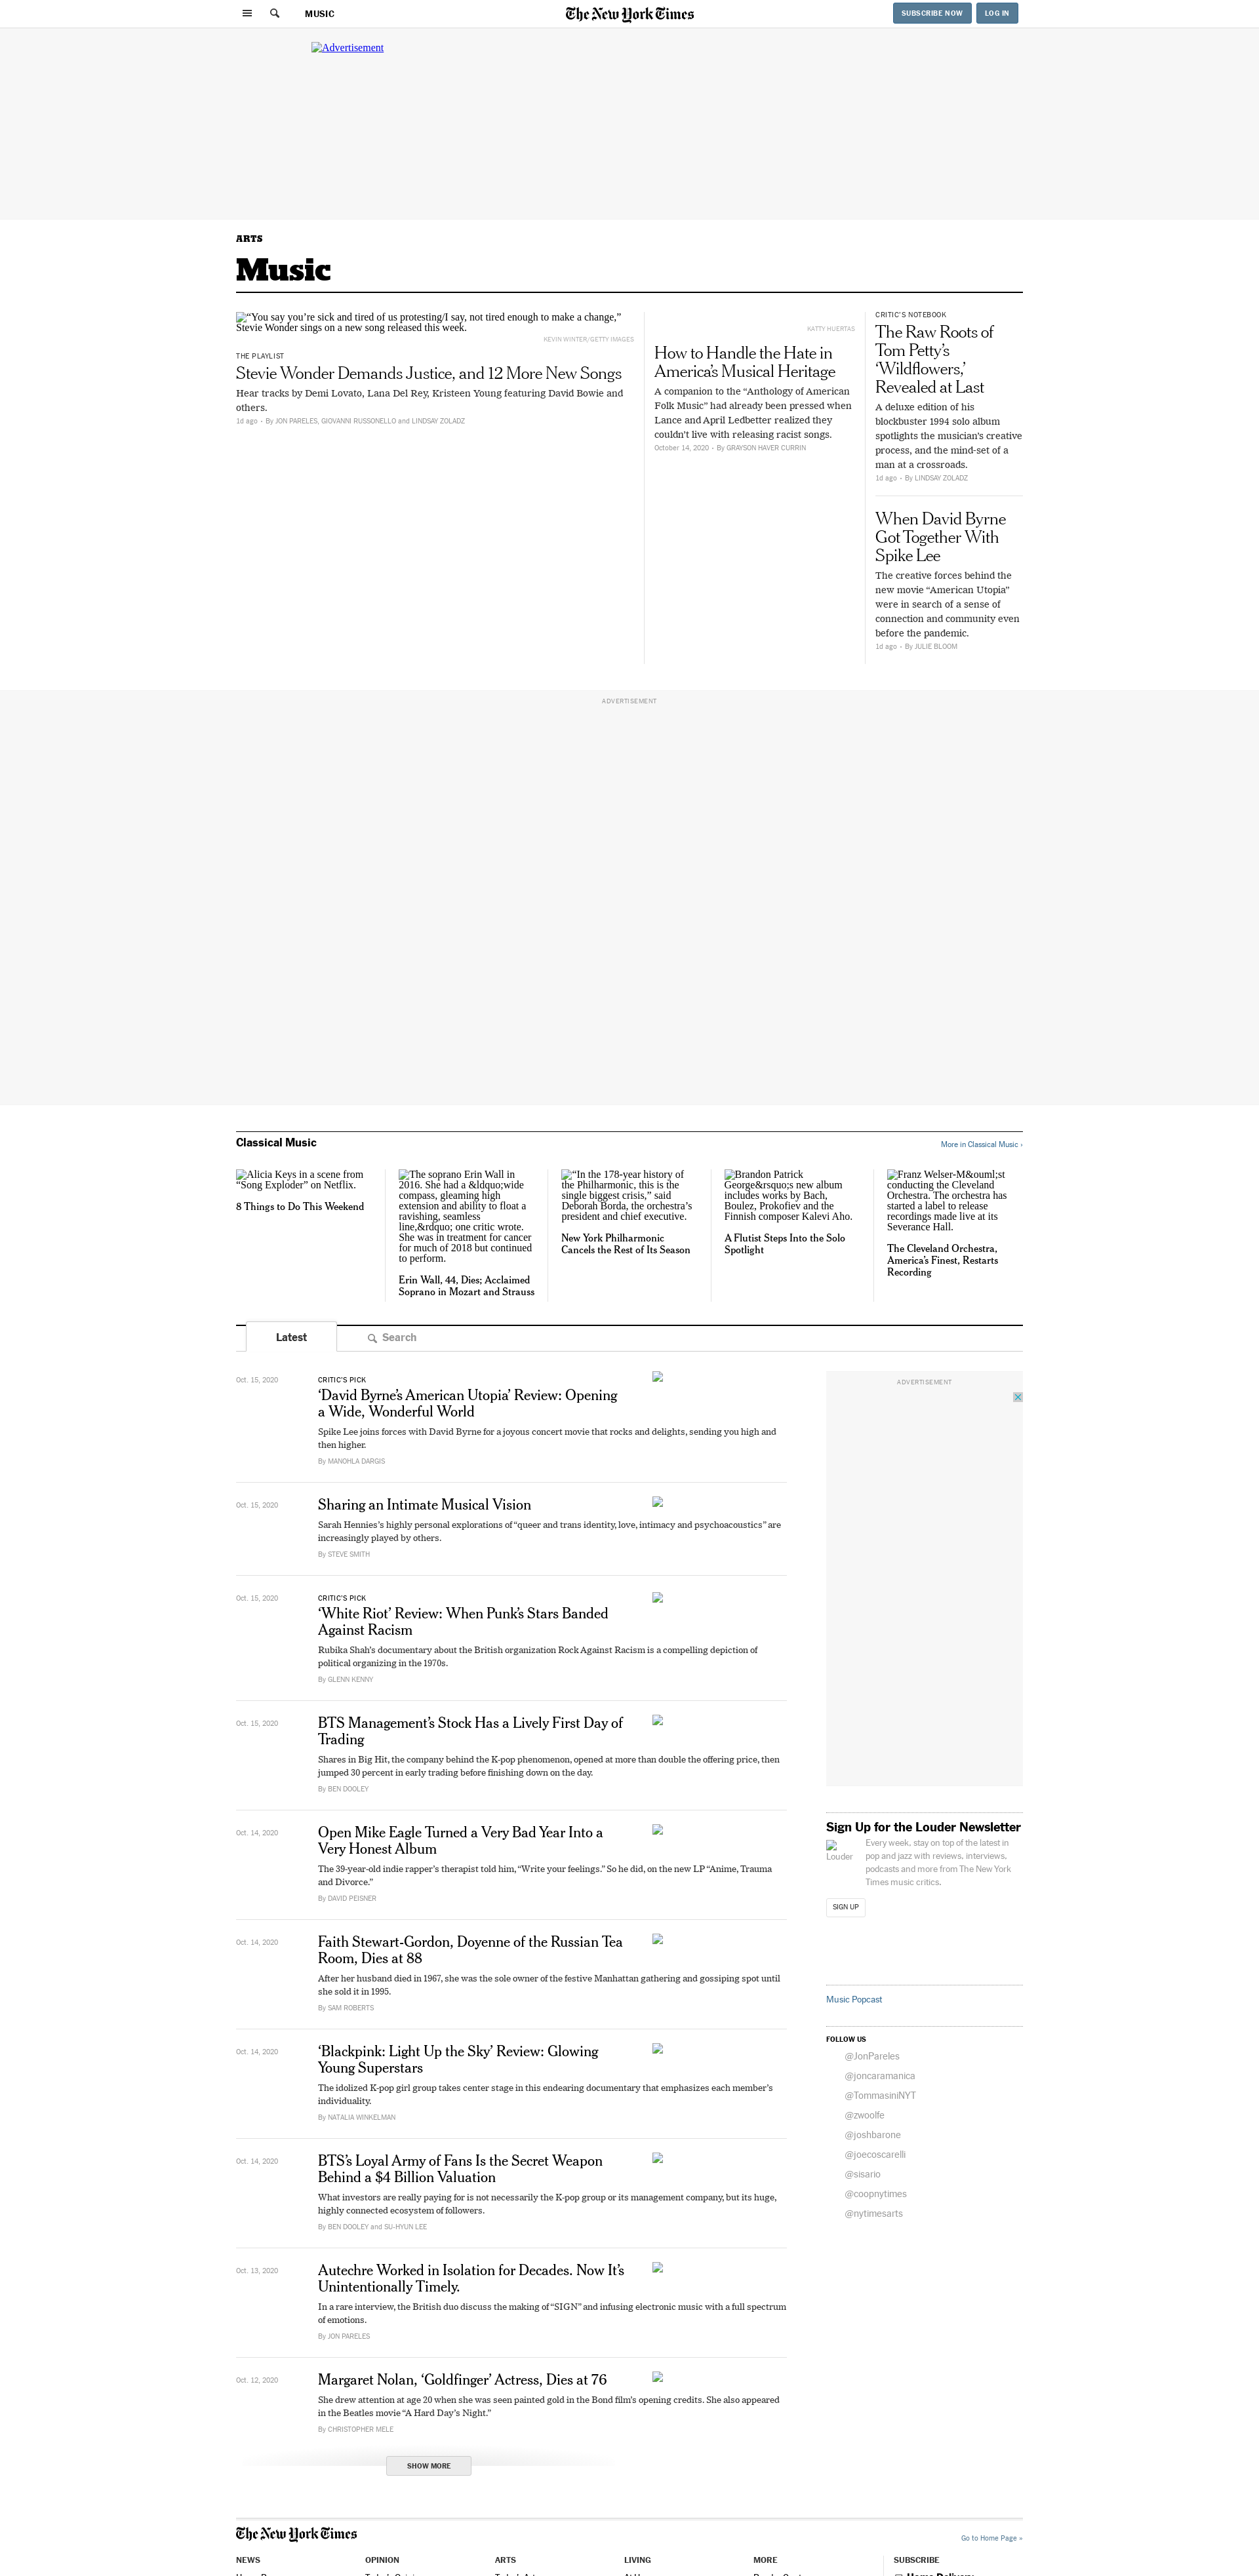 MUSIC
The New York Times
SUBSCRIBE NOW
LOG IN
Advertisement
ARTS
Music
“You say you’re sick and tired of us protesting/I say, not tired enough to make a change,”
Stevie Wonder sings on a new song released this week.
KEVIN WINTER/GETTY IMAGES
THE PLAYLIST
Stevie Wonder Demands Justice, and 12 More New Songs
Hear tracks by Demi Lovato, Lana Del Rey, Kristeen Young featuring David Bowie and
others.
1d ago · By JON PARELES, GIOVANNI RUSSONELLO and LINDSAY ZOLADZ
KATTY HUERTAS
How to Handle the Hate in
America’s Musical Heritage
A companion to the “Anthology of American
Folk Music” had already been pressed when
Lance and April Ledbetter realized they
couldn’t live with releasing racist songs.
October 14, 2020 · By GRAYSON HAVER CURRIN
CRITIC’S NOTEBOOK
The Raw Roots of
Tom Petty’s
‘Wildflowers,’
Revealed at Last
A deluxe edition of his
blockbuster 1994 solo album
spotlights the musician’s creative
process, and the mind-set of a
man at a crossroads.
1d ago · By LINDSAY ZOLADZ
When David Byrne
Got Together With
Spike Lee
The creative forces behind the
new movie “American Utopia”
were in search of a sense of
connection and community even
before the pandemic.
1d ago · By JULIE BLOOM
ADVERTISEMENT
Classical Music
More in Classical Music ›
Alicia Keys in a scene from
“Song Exploder” on Netflix.
8 Things to Do This Weekend
The soprano Erin Wall in
2016. She had a &ldquo;wide
compass, gleaming high
extension and ability to float a
ravishing, seamless
line,&rdquo; one critic wrote.
She was in treatment for cancer
for much of 2018 but continued
to perform.
Erin Wall, 44, Dies; Acclaimed
Soprano in Mozart and Strauss
“In the 178-year history of
the Philharmonic, this is the
single biggest crisis,” said
Deborah Borda, the orchestra’s
president and chief executive.
New York Philharmonic
Cancels the Rest of Its Season
Brandon Patrick
George&rsquo;s new album
includes works by Bach,
Boulez, Prokofiev and the
Finnish composer Kalevi Aho.
A Flutist Steps Into the Solo
Spotlight
Franz Welser-M&ouml;st
conducting the Cleveland
Orchestra. The orchestra has
started a label to release
recordings made live at its
Severance Hall.
The Cleveland Orchestra,
America’s Finest, Restarts
Recording
Latest
Search
Oct. 15, 2020
CRITIC’S PICK
‘David Byrne’s American Utopia’ Review: Opening
a Wide, Wonderful World
Spike Lee joins forces with David Byrne for a joyous concert movie that rocks and delights, sending you high and
then higher.
By MANOHLA DARGIS
Oct. 15, 2020
Sharing an Intimate Musical Vision
Sarah Hennies’s highly personal explorations of “queer and trans identity, love, intimacy and psychoacoustics” are
increasingly played by others.
By STEVE SMITH
Oct. 15, 2020
CRITIC’S PICK
‘White Riot’ Review: When Punk’s Stars Banded
Against Racism
Rubika Shah’s documentary about the British organization Rock Against Racism is a compelling depiction of
political organizing in the 1970s.
By GLENN KENNY
Oct. 15, 2020
BTS Management’s Stock Has a Lively First Day of
Trading
Shares in Big Hit, the company behind the K-pop phenomenon, opened at more than double the offering price, then
jumped 30 percent in early trading before finishing down on the day.
By BEN DOOLEY
Oct. 14, 2020
Open Mike Eagle Turned a Very Bad Year Into a
Very Honest Album
The 39-year-old indie rapper’s therapist told him, “Write your feelings.” So he did, on the new LP “Anime, Trauma
and Divorce.”
By DAVID PEISNER
Oct. 14, 2020
Faith Stewart-Gordon, Doyenne of the Russian Tea
Room, Dies at 88
After her husband died in 1967, she was the sole owner of the festive Manhattan gathering and gossiping spot until
she sold it in 1995.
By SAM ROBERTS
Oct. 14, 2020
‘Blackpink: Light Up the Sky’ Review: Glowing
Young Superstars
The idolized K-pop girl group takes center stage in this endearing documentary that emphasizes each member’s
individuality.
By NATALIA WINKELMAN
Oct. 14, 2020
BTS’s Loyal Army of Fans Is the Secret Weapon
Behind a $4 Billion Valuation
What investors are really paying for is not necessarily the K-pop group or its management company, but its huge,
highly connected ecosystem of followers.
By BEN DOOLEY and SU-HYUN LEE
Oct. 13, 2020
Autechre Worked in Isolation for Decades. Now It’s
Unintentionally Timely.
In a rare interview, the British duo discuss the making of “SIGN” and infusing electronic music with a full spectrum
of emotions.
By JON PARELES
Oct. 12, 2020
Margaret Nolan, ‘Goldfinger’ Actress, Dies at 76
She drew attention at age 20 when she was seen painted gold in the Bond film’s opening credits. She also appeared
in the Beatles movie “A Hard Day’s Night.”
By CHRISTOPHER MELE
SHOW MORE
ADVERTISEMENT
Sign Up for the Louder Newsletter
Louder
Every week, stay on top of the latest in
pop and jazz with reviews, interviews,
podcasts and more from The New York
Times music critics.
SIGN UP
Music Popcast
FOLLOW US
@JonPareles
@joncaramanica
@TommasiniNYT
@zwoolfe
@joshbarone
@joecoscarelli
@sisario
@coopnytimes
@nytimesarts
The New York Times
Go to Home Page »
NEWS
OPINION
ARTS
LIVING
MORE
SUBSCRIBE